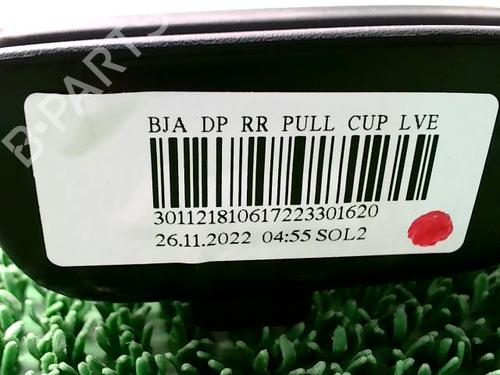 BJA DP RR PULL CUP LVE
301121810617223301620
26.11.2022 04:55 SOL2
B-PARTS